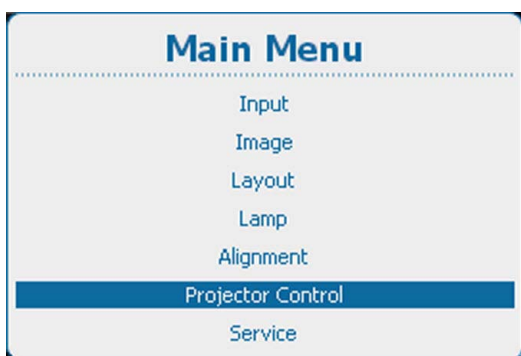 Main Menu
Input
Image
Layout
Lamp
Alignment
Projector Control
Service